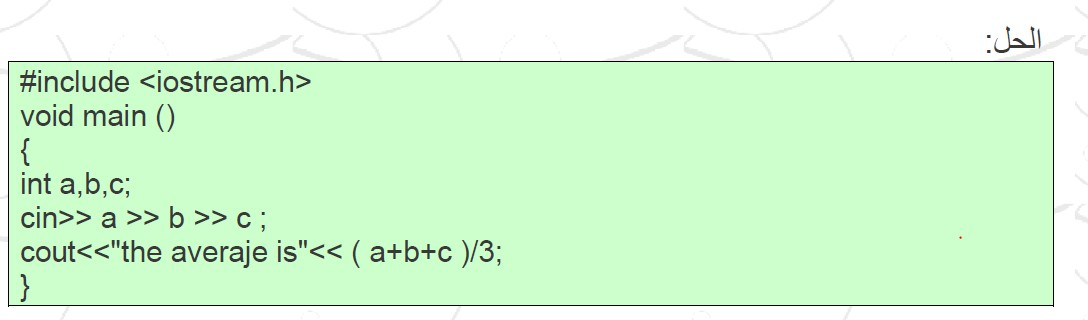 الحل:
#include <iostream.h>
void main ()
{
int a,b,c;
cin>> a >> b >> c ;
cout<<"the averaje is"<< ( a+b+c )/3;
}